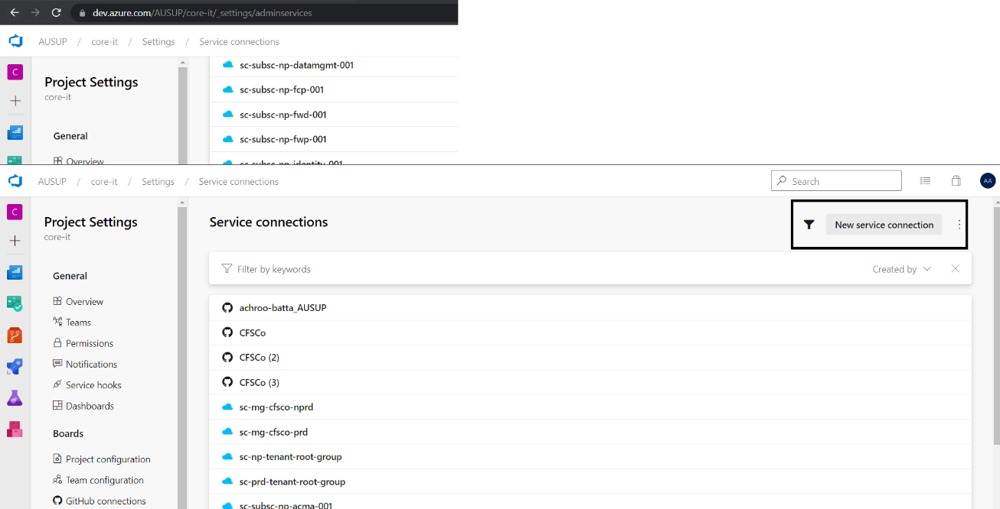 dev.azure.com/AUSUP/core-it/_settings/adminservices
AUSUP / core-it / Settings / Service connections
C
Project Settings
core-it
General
Overview
sc-subsc-np-datamgmt-001
sc-subsc-np-fcp-001
sc-subsc-np-fwd-001
sc-subsc-np-fwp-001
sc-subsc-np-identity-001
AUSUP / core-it / Settings / Service connections
Search
AA
C
Project Settings
core-it
General
Overview
Teams
Permissions
Notifications
Service hooks
Dashboards
Boards
Project configuration
Team configuration
GitHub connections
Service connections
New service connection
Filter by keywords
Created by
achroo-batta_AUSUP
CFSCo
CFSCo (2)
CFSCo (3)
sc-mg-cfsco-nprd
sc-mg-cfsco-prd
sc-np-tenant-root-group
sc-prd-tenant-root-group
sc-subsc-np-acma-001